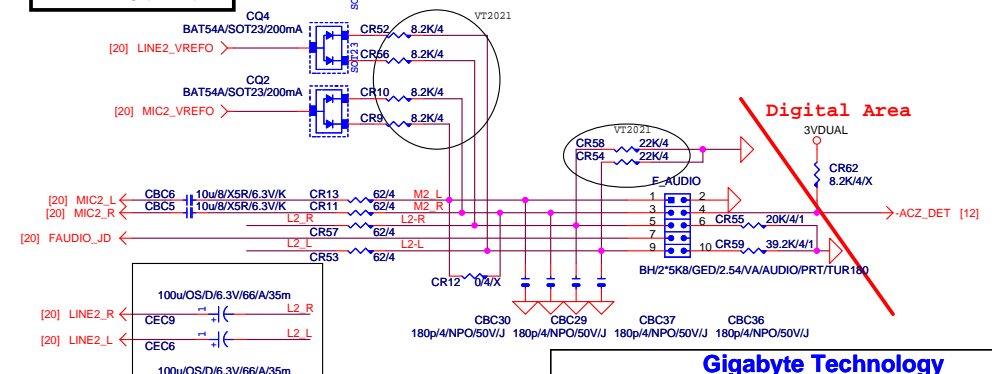 CQ4
BAT54A/SOT23/200mA
[20] LINE2_VREFO
SOT23
CR52 8.2K/4
CR56 8.2K/4
VT2021
CQ2
BAT54A/SOT23/200mA
[20] MIC2_VREFO
CR10 8.2K/4
CR9 8.2K/4
Digital Area
3VDUAL
VT2021
CR58 22K/4
CR54 22K/4
CR62
8.2K/4/X
F_AUDIO
[20] MIC2_L CBC6 10u/8/X5R/6.3V/K CR13 62/4 M2_L 1 2
[20] MIC2_R CBC5 10u/8/X5R/6.3V/K CR11 62/4 M2_R 3 4
-ACZ_DET [12]
L2_R L2-R 5 6 CR55 20K/4/1
CR57 62/4
[20] FAUDIO_JD 7
L2_L L2-L 9 10 CR59 39.2K/4/1
CR53 62/4
BH/2*5K8/GED/2.54/VA/AUDIO/PRT/TUR180
CR12 0/4/X
100u/OS/D/6.3V/66/A/35m
[20] LINE2_R 1 + L2_R
CEC9
CBC30 CBC29 CBC37 CBC36
180p/4/NPO/50V/J 180p/4/NPO/50V/J 180p/4/NPO/50V/J 180p/4/NPO/50V/J
[20] LINE2_L 1 + L2_L
CEC6
100u/OS/D/6.3V/66/A/35m
Gigabyte Technology